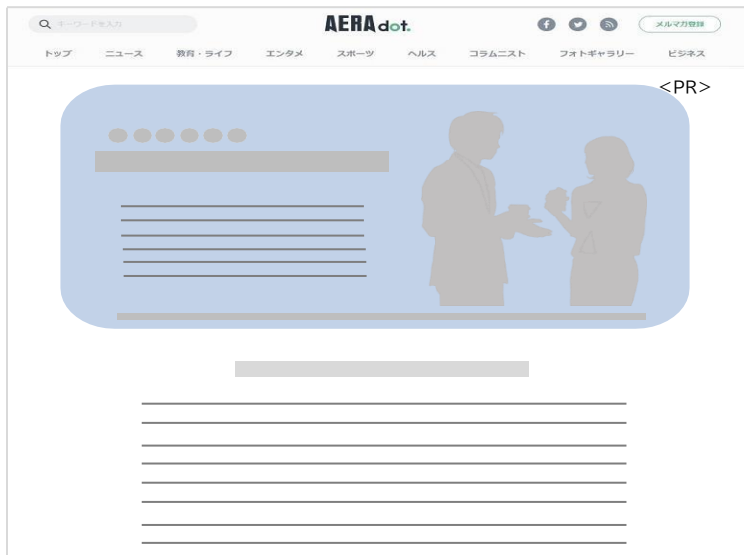 キーワードを入力
AERA dot.
メルマガ登録
トップ ニュース 教育・ライフ エンタメ スポーツ ヘルス コラムニスト フォトギャラリー ビジネス
<PR>